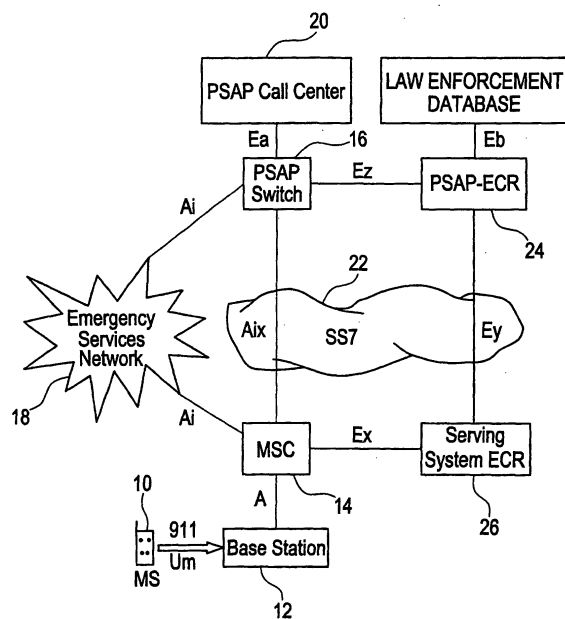 20
PSAP Call Center
LAW ENFORCEMENT
DATABASE
Ea
16
Eb
PSAP
Switch
Ez
PSAP-ECR
Ai
24
22
Emergency
Services
Network
Aix
SS7
Ey
18
Ai
MSC
Ex
Serving
System ECR
14
26
10
A
911
Um
MS
Base Station
12